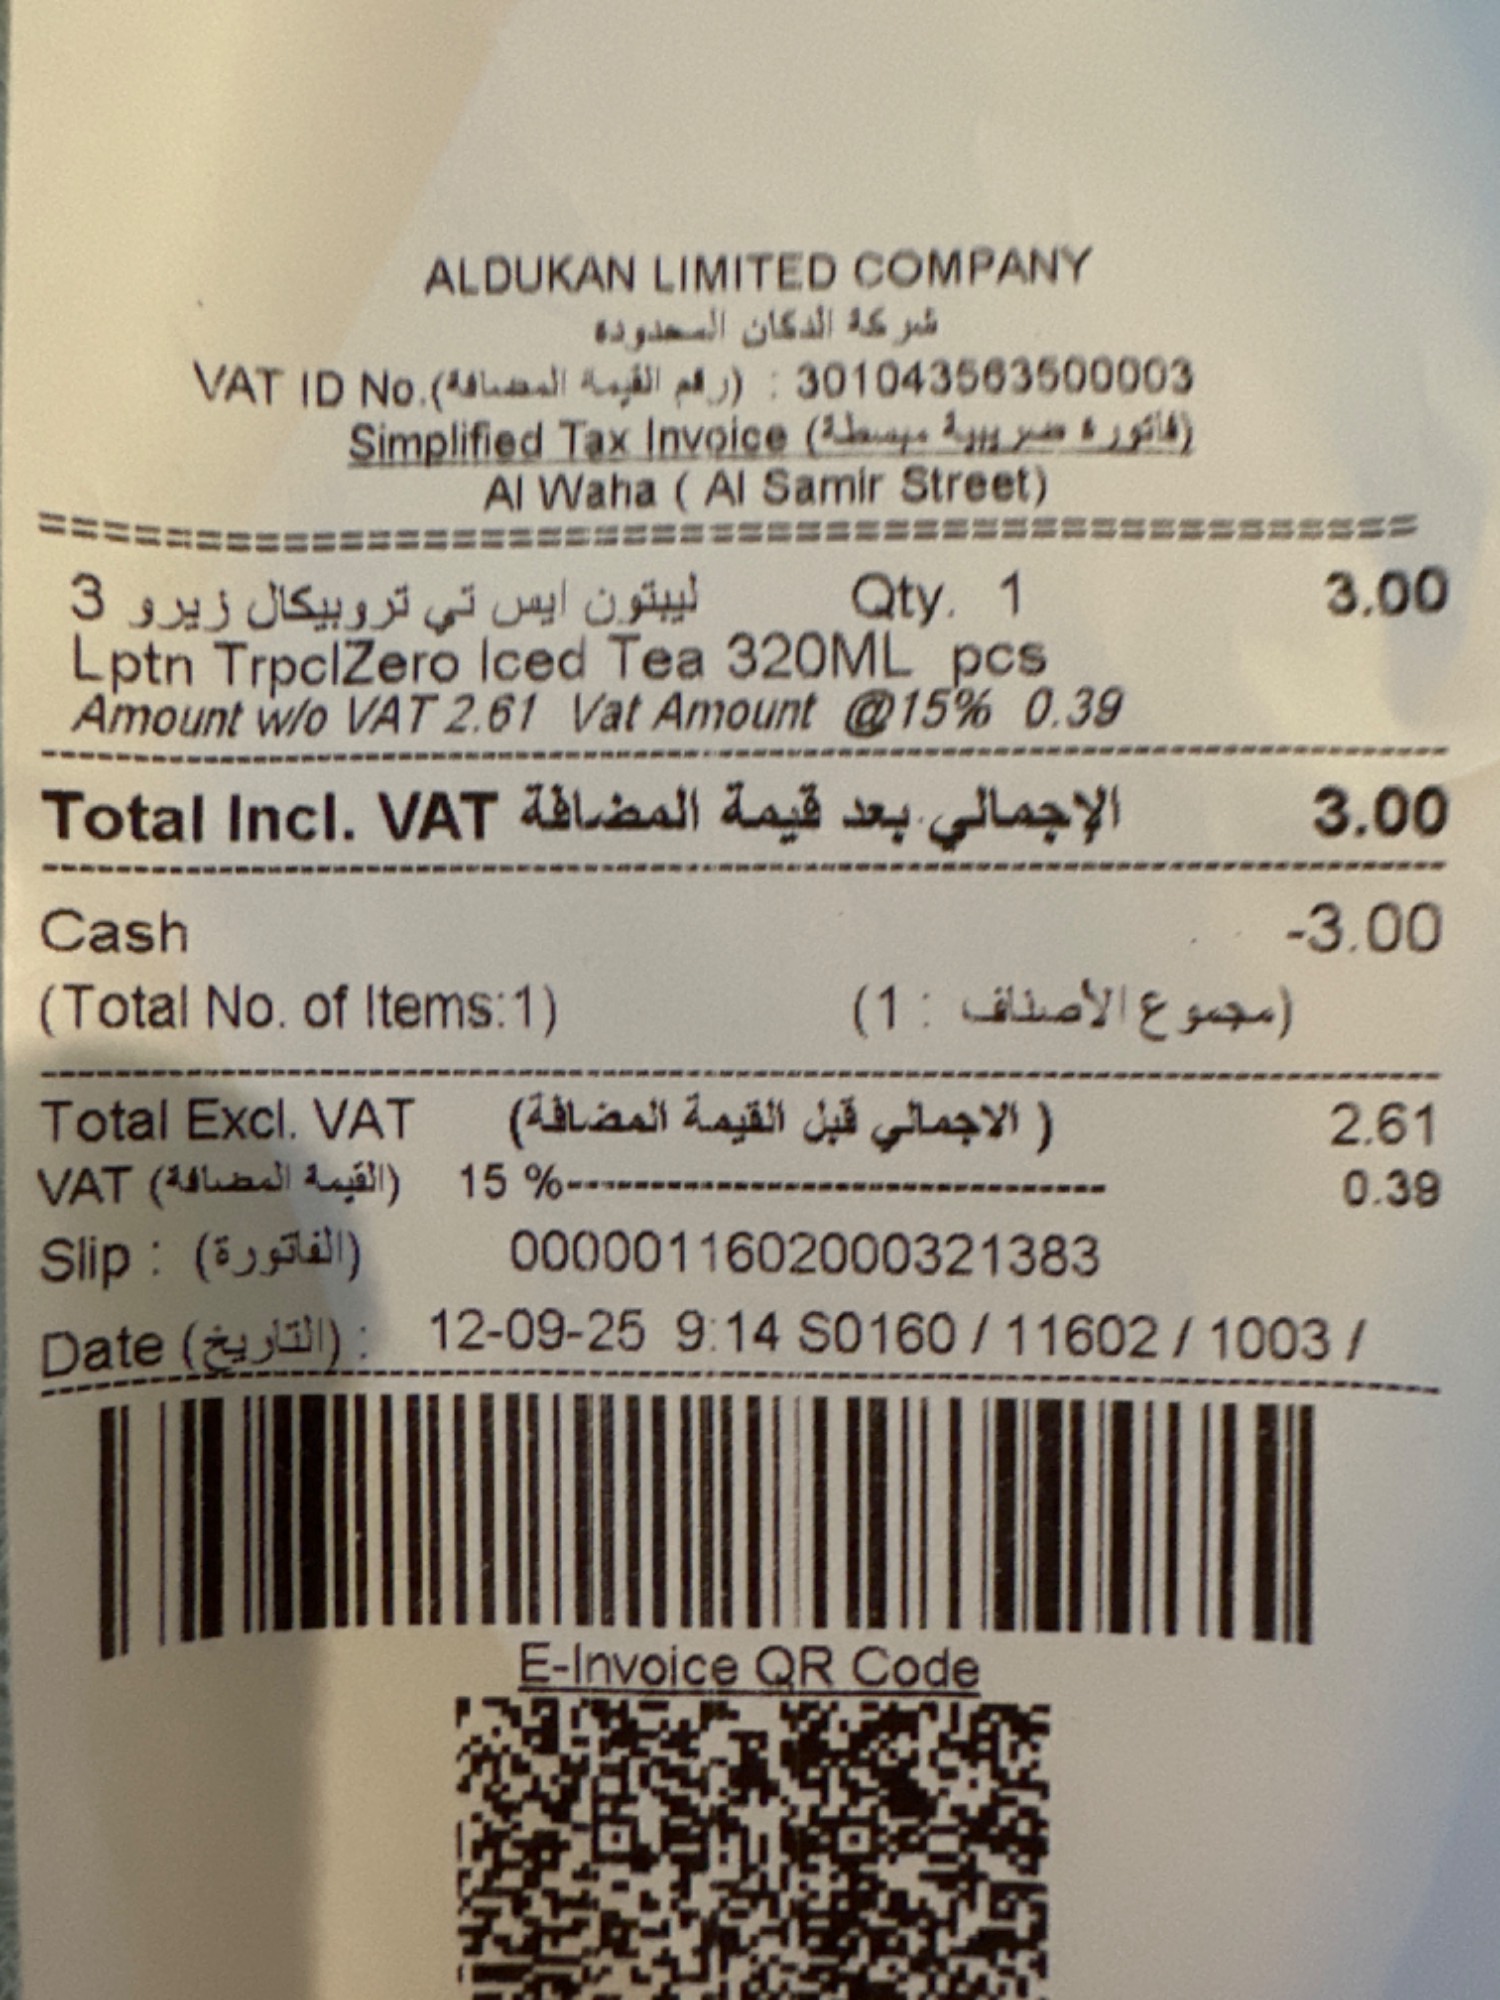 ALDUKAN LIMITED COMPANY
شركة الدكان المحدوده
VAT ID No.(رقم القيمة المضافة) : 301043563500003
Simplified Tax Invoice (فاتورة ضريبية مبسطة)
Al Waha ( Al Samir Street)
ليبتون ايس تي تروبيكال زيرو 3 Qty. 1 3.00
Lptn TrpclZero Iced Tea 320ML pcs
Amount w/o VAT 2.61 Vat Amount @15% 0.39
Total Incl. VAT الإجمالي بعد قيمة المضافة 3.00
Cash -3.00
(Total No. of Items:1) (مجموع الأصناف : 1)
Total Excl. VAT (الاجمالي قبل القيمة المضافة ) 2.61
VAT (القيمة المضافة) 15 %------------------------------------ 0.39
Slip : (الفاتورة) 0000011602000321383
Date (التاريخ) : 12-09-25 9:14 S0160 / 11602 / 1003 /
E-Invoice QR Code